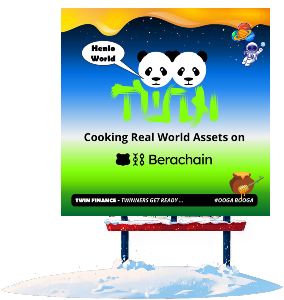 Henlo
World
TWIN
Cooking Real World Assets on
Berachain
TWIN FINANCE - TWINNERS GET READY ...
#OOGA BOOGA